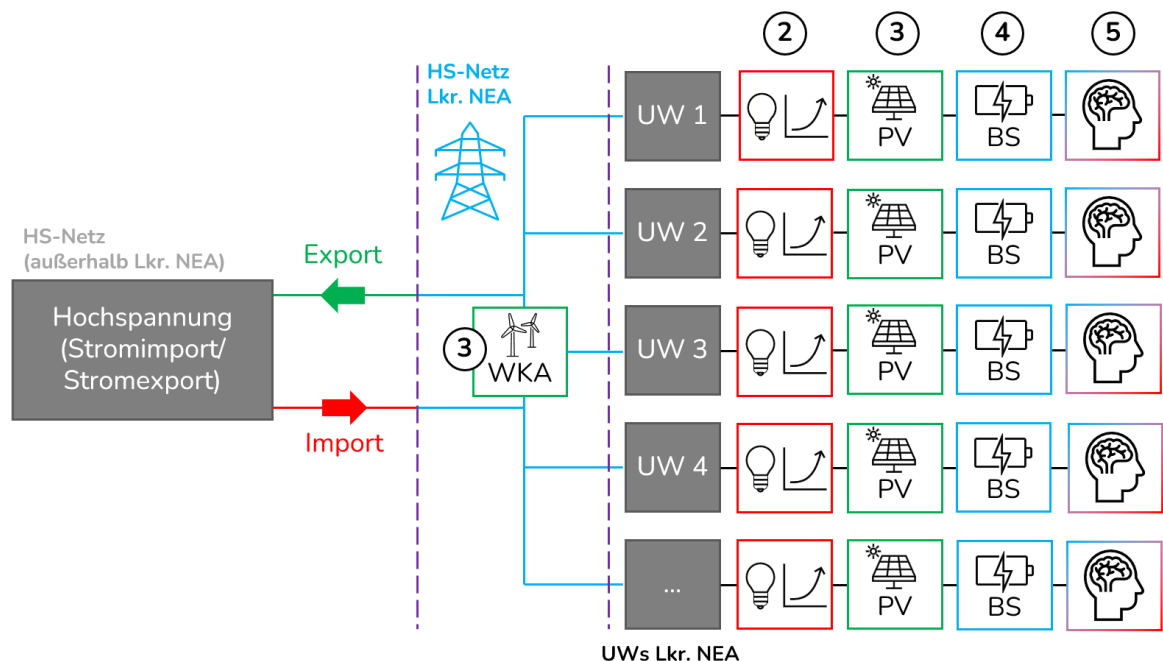 2
3
4
5
HS-Netz
Lkr. NEA
UW 1
PV
BS
UW 2
PV
BS
HS-Netz
(außerhalb Lkr. NEA)
Export
Hochspannung
(Stromimport/
Stromexport)
3
WKA
UW 3
PV
BS
Import
UW 4
PV
BS
...
PV
BS
UWs Lkr. NEA